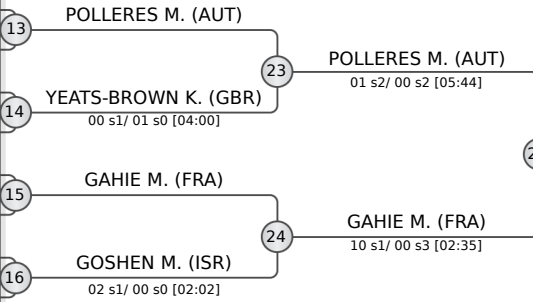 POLLERES M. (AUT)
13
23
POLLERES M. (AUT)
01 s2/ 00 s2 [05:44]
YEATS-BROWN K. (GBR)
14
00 s1/ 01 s0 [04:00]
GAHIE M. (FRA)
15
24
GAHIE M. (FRA)
10 s1/ 00 s3 [02:35]
GOSHEN M. (ISR)
16
02 s1/ 00 s0 [02:02]